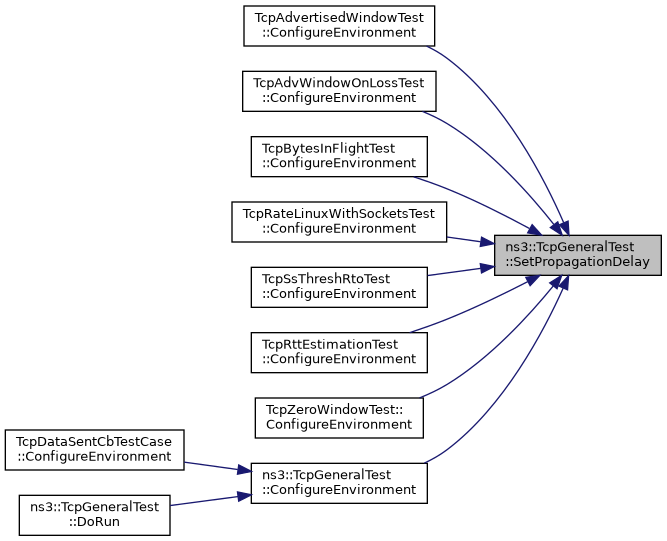 TcpAdvertisedWindowTest
::ConfigureEnvironment
TcpAdvWindowOnLossTest
::ConfigureEnvironment
TcpBytesInFlightTest
::ConfigureEnvironment
TcpRateLinuxWithSocketsTest
::ConfigureEnvironment
ns3::TcpGeneralTest
::SetPropagationDelay
TcpSsThreshRtoTest
::ConfigureEnvironment
TcpRttEstimationTest
::ConfigureEnvironment
TcpZeroWindowTest::
ConfigureEnvironment
TcpDataSentCbTestCase
::ConfigureEnvironment
ns3::TcpGeneralTest
::ConfigureEnvironment
ns3::TcpGeneralTest
::DoRun